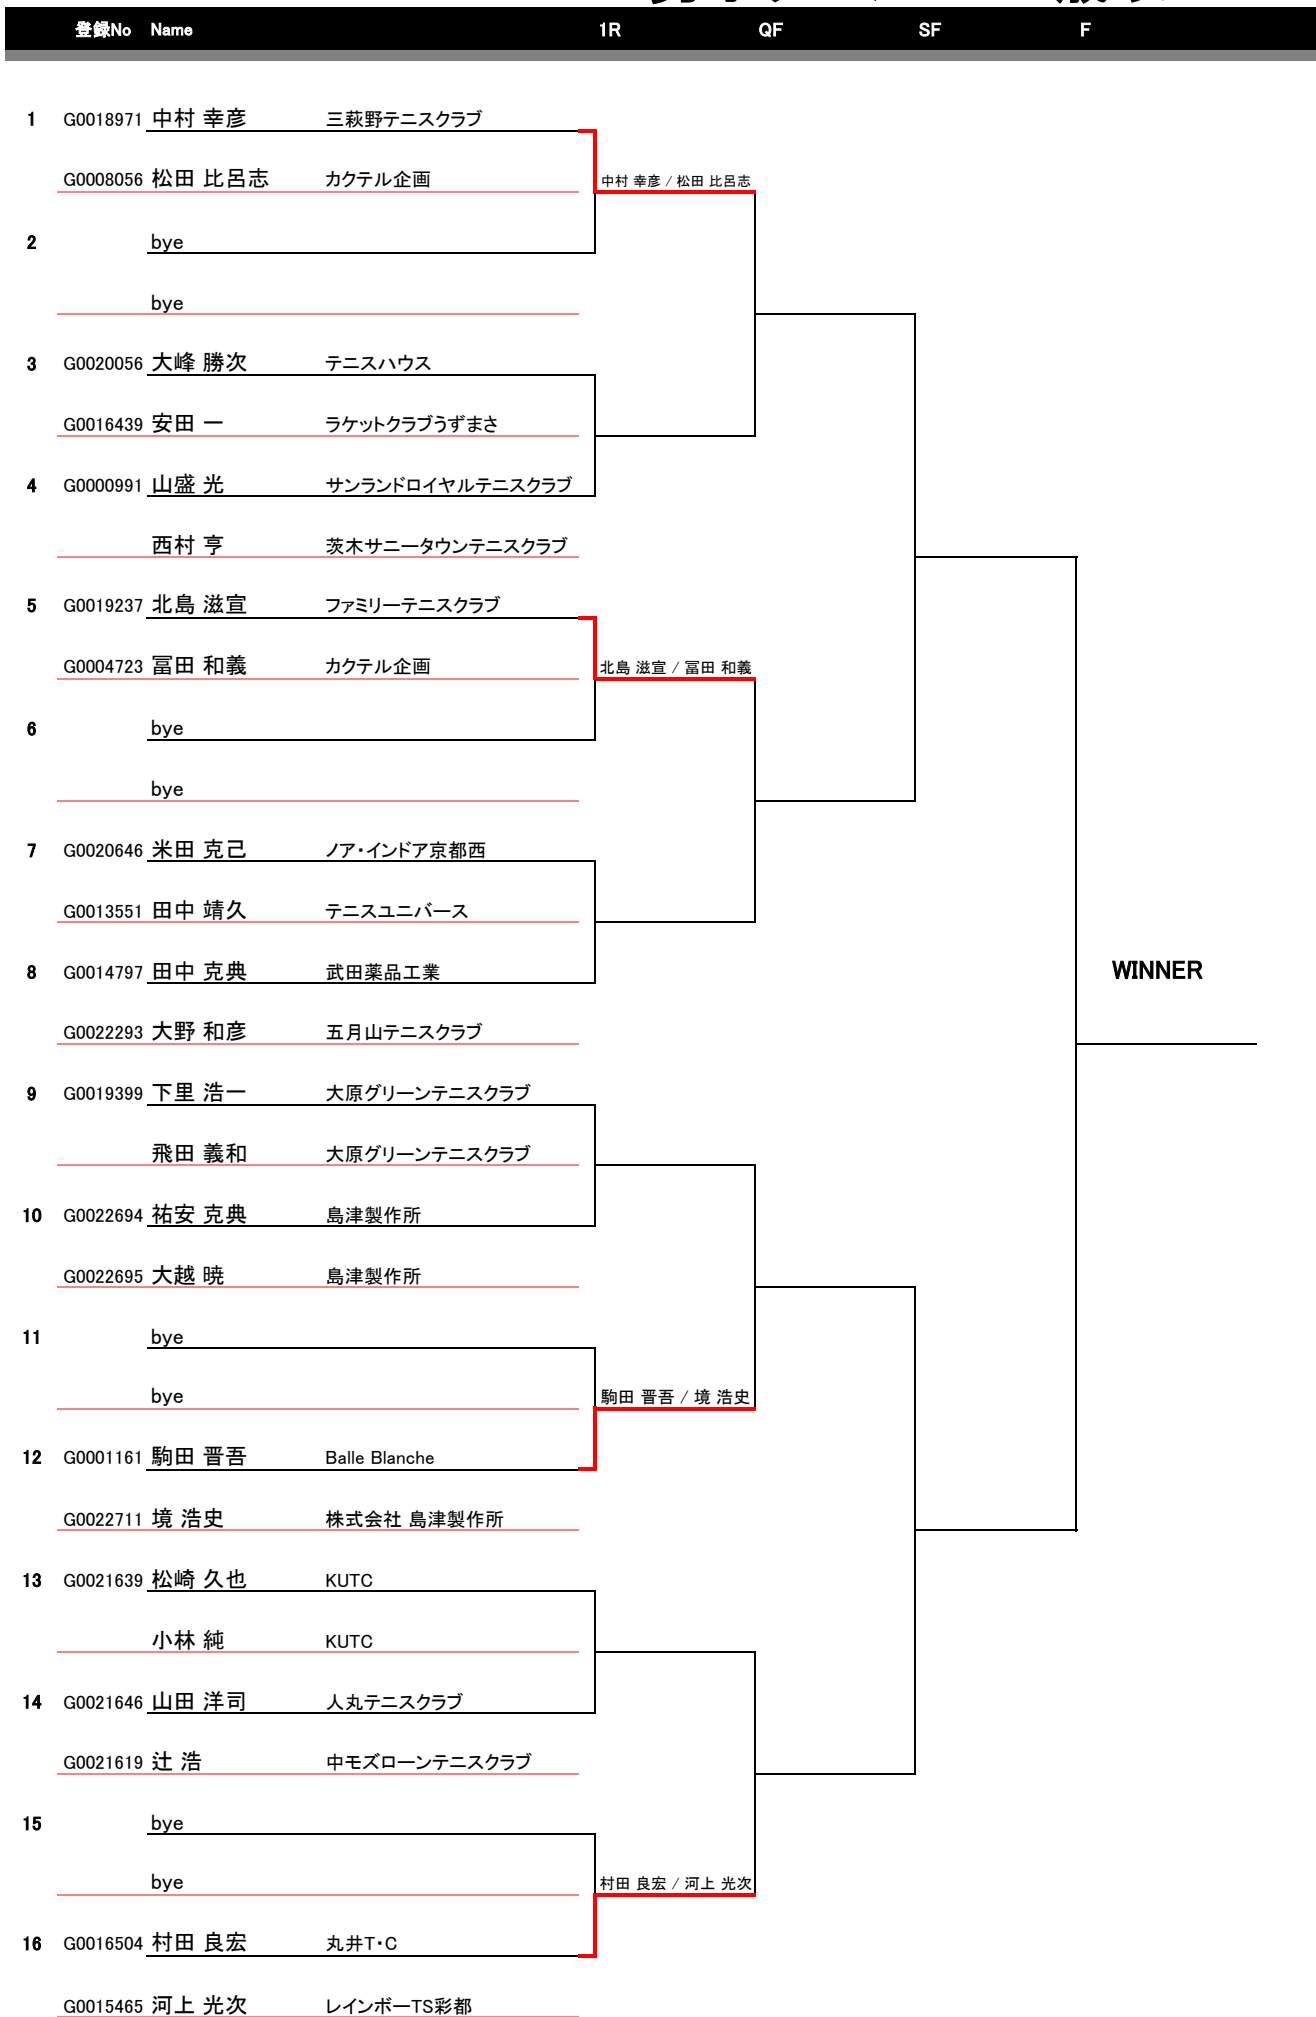 登録No Name 1R QF SF F
1 G0018971 中村 幸彦 三萩野テニスクラブ
G0008056 松田 比呂志 カクテル企画 中村 幸彦 / 松田 比呂志
2 bye
bye
3 G0020056 大峰 勝次 テニスハウス
G0016439 安田 一 ラケットクラブうずまさ
4 G0000991 山盛 光 サンランドロイヤルテニスクラブ
西村 亨 茨木サニータウンテニスクラブ
5 G0019237 北島 滋宣 ファミリーテニスクラブ
G0004723 冨田 和義 カクテル企画 北島 滋宣 / 冨田 和義
6 bye
bye
7 G0020646 米田 克己 ノア・インドア京都西
G0013551 田中 靖久 テニスユニバース
8 G0014797 田中 克典 武田薬品工業 WINNER
G0022293 大野 和彦 五月山テニスクラブ
9 G0019399 下里 浩一 大原グリーンテニスクラブ
飛田 義和 大原グリーンテニスクラブ
10 G0022694 祐安 克典 島津製作所
G0022695 大越 暁 島津製作所
11 bye
bye 駒田 晋吾 / 境 浩史
12 G0001161 駒田 晋吾 Balle Blanche
G0022711 境 浩史 株式会社 島津製作所
13 G0021639 松崎 久也 KUTC
小林 純 KUTC
14 G0021646 山田 洋司 人丸テニスクラブ
G0021619 辻 浩 中モズローンテニスクラブ
15 bye
bye 村田 良宏 / 河上 光次
16 G0016504 村田 良宏 丸井T・C
G0015465 河上 光次 レインボーTS彩都